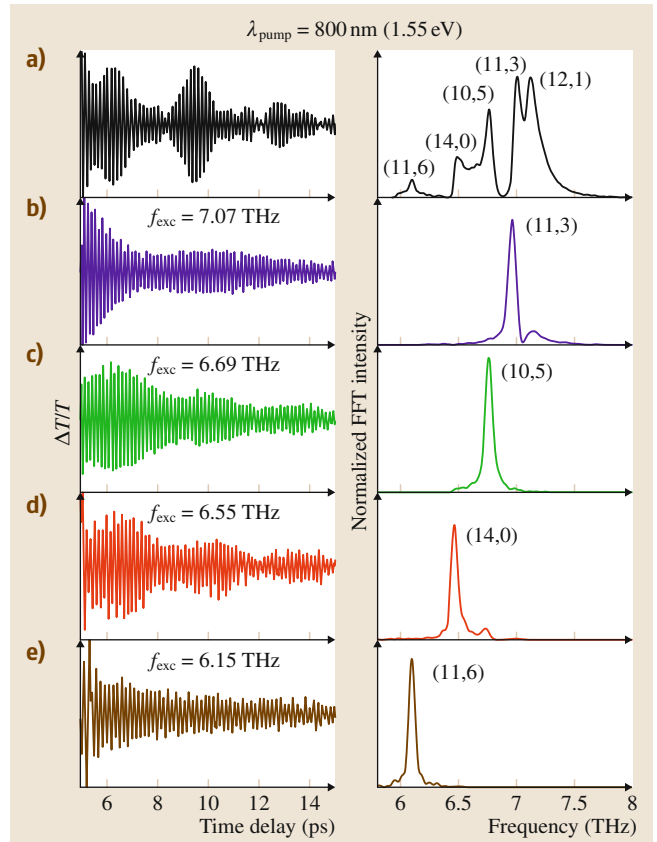 λpump = 800 nm (1.55 eV)
a)
(11,6)
(14,0)
(10,5)
(11,3)
(12,1)
b)
fexc = 7.07 THz
(11,3)
c)
fexc = 6.69 THz
(10,5)
d)
fexc = 6.55 THz
(14,0)
e)
fexc = 6.15 THz
(11,6)
ΔT/T
Normalized FFT intensity
6 8 10 12 14
Time delay (ps)
6 6.5 7 7.5 8
Frequency (THz)